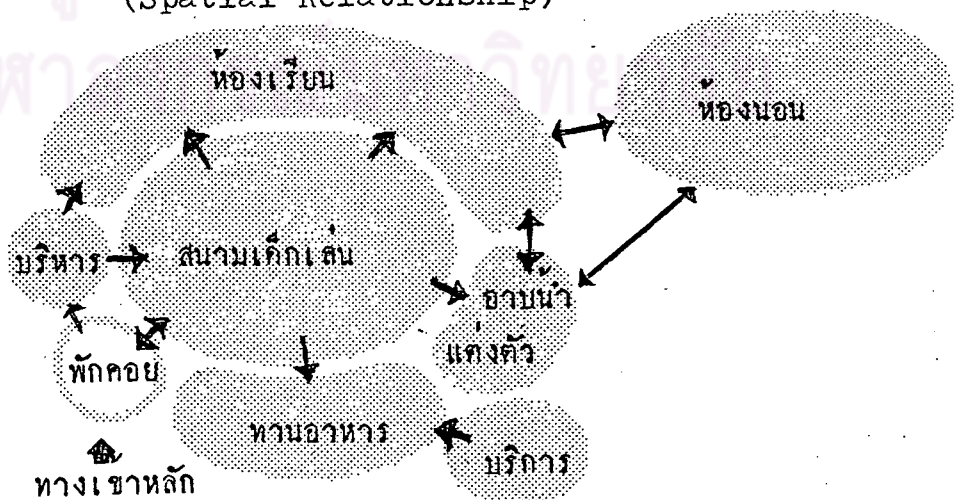 (Spatial Relationship)
ห้องเรียน
ห้องนอน
บริหาร
สนามเด็กเล่น
อาบน้ำ
แต่งตัว
พักคอย
ทานอาหาร
บริการ
ทางเข้าหลัก